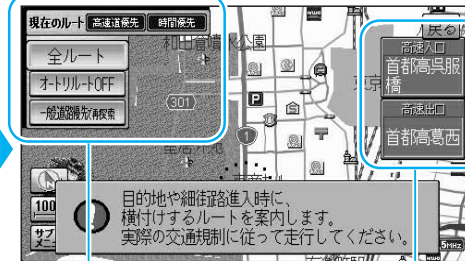 現在のルート 高速道優先 時間優先
戻る
和田倉噴水公園
全ルート
高速入口
首都高呉服橋
オートリルートOFF
一般道路優先再探索
301
P
1
高速出口
首都高葛西
100
サブメニュー
目的地や細街路進入時に、
横付けするルートを案内します。
実際の交通規制に従って走行してください。
.5MHz